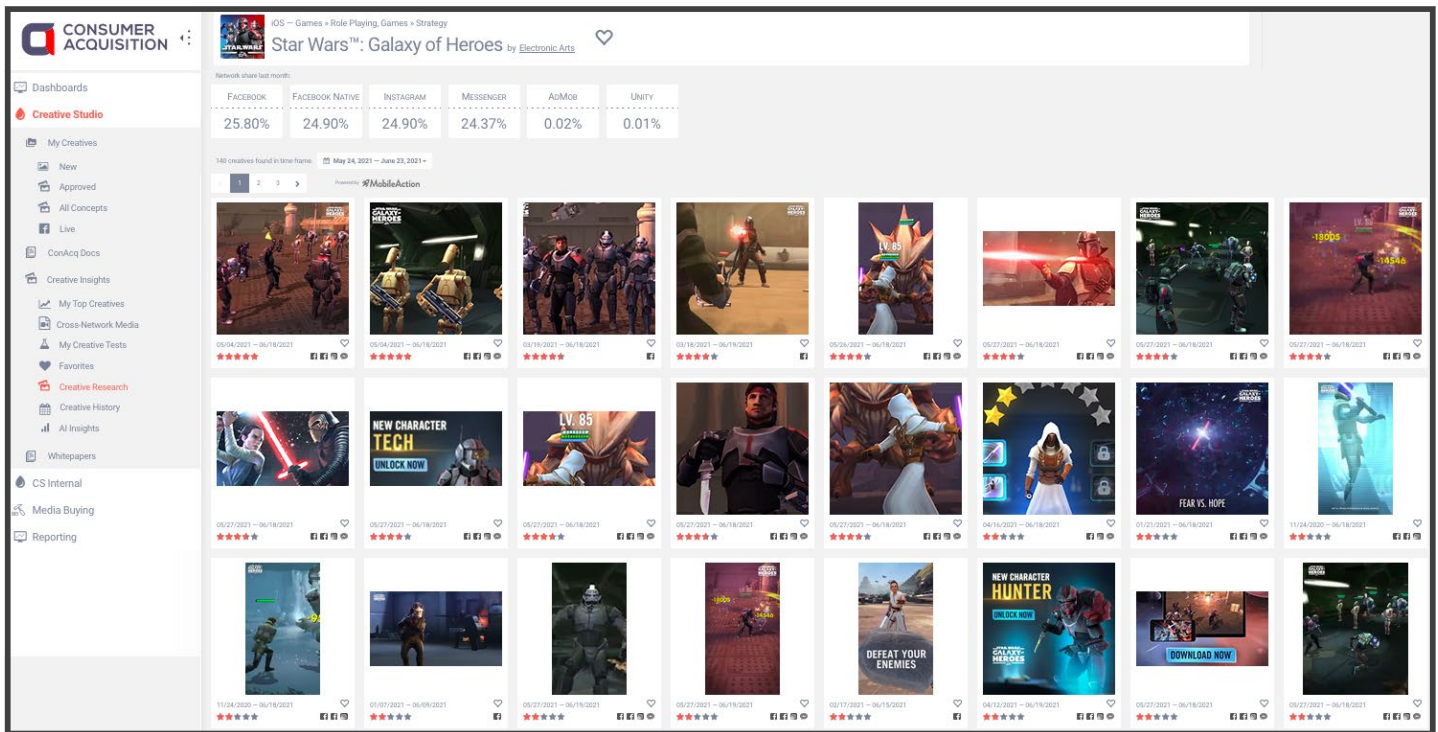 CONSUMER
ACQUISITION
Dashboards
Creative Studio
My Creatives
New
Approved
All Concepts
Live
ConAcq Docs
Creative Insights
My Top Creatives
Cross-Network Media
My Creative Tests
Favorites
Creative Research
Creative History
AI Insights
Whitepapers
CS Internal
Media Buying
Reporting
iOS — Games » Role Playing, Games » Strategy
Star Wars™: Galaxy of Heroes by Electronic Arts
Network share last month:
FACEBOOK FACEBOOK NATIVE INSTAGRAM MESSENGER ADMOB UNITY
25.80% 24.90% 24.90% 24.37% 0.02% 0.01%
creatives found in time frame May 24, 2021 — June 23, 2021
1 2 3
Powered by MobileAction
GALAXY-HEROES
LV. 85
-18005
-14546
05/04/2021 — 06/18/2021
05/04/2021 — 06/18/2021
03/19/2021 — 06/18/2021
03/18/2021 — 06/19/2021
05/26/2021 — 06/18/2021
05/27/2021 — 06/18/2021
05/27/2021 — 06/18/2021
05/27/2021 — 06/18/2021
NEW CHARACTER
TECH
UNLOCK NOW
LV. 85
FEAR VS. HOPE
05/27/2021 — 06/18/2021
05/27/2021 — 06/18/2021
05/27/2021 — 06/18/2021
05/27/2021 — 06/18/2021
05/27/2021 — 06/18/2021
04/16/2021 — 06/18/2021
01/21/2021 — 06/18/2021
11/24/2020 — 06/18/2021
-18005
-14546
DEFEAT YOUR
ENEMIES
NEW CHARACTER
HUNTER
UNLOCK NOW
STAR WARS
GALAXY-
HEROES
DOWNLOAD NOW
11/24/2020 — 06/18/2021
01/07/2021 — 06/09/2021
05/27/2021 — 06/19/2021
05/27/2021 — 06/19/2021
02/17/2021 — 06/15/2021
04/12/2021 — 06/19/2021
05/27/2021 — 06/18/2021
05/27/2021 — 06/18/2021